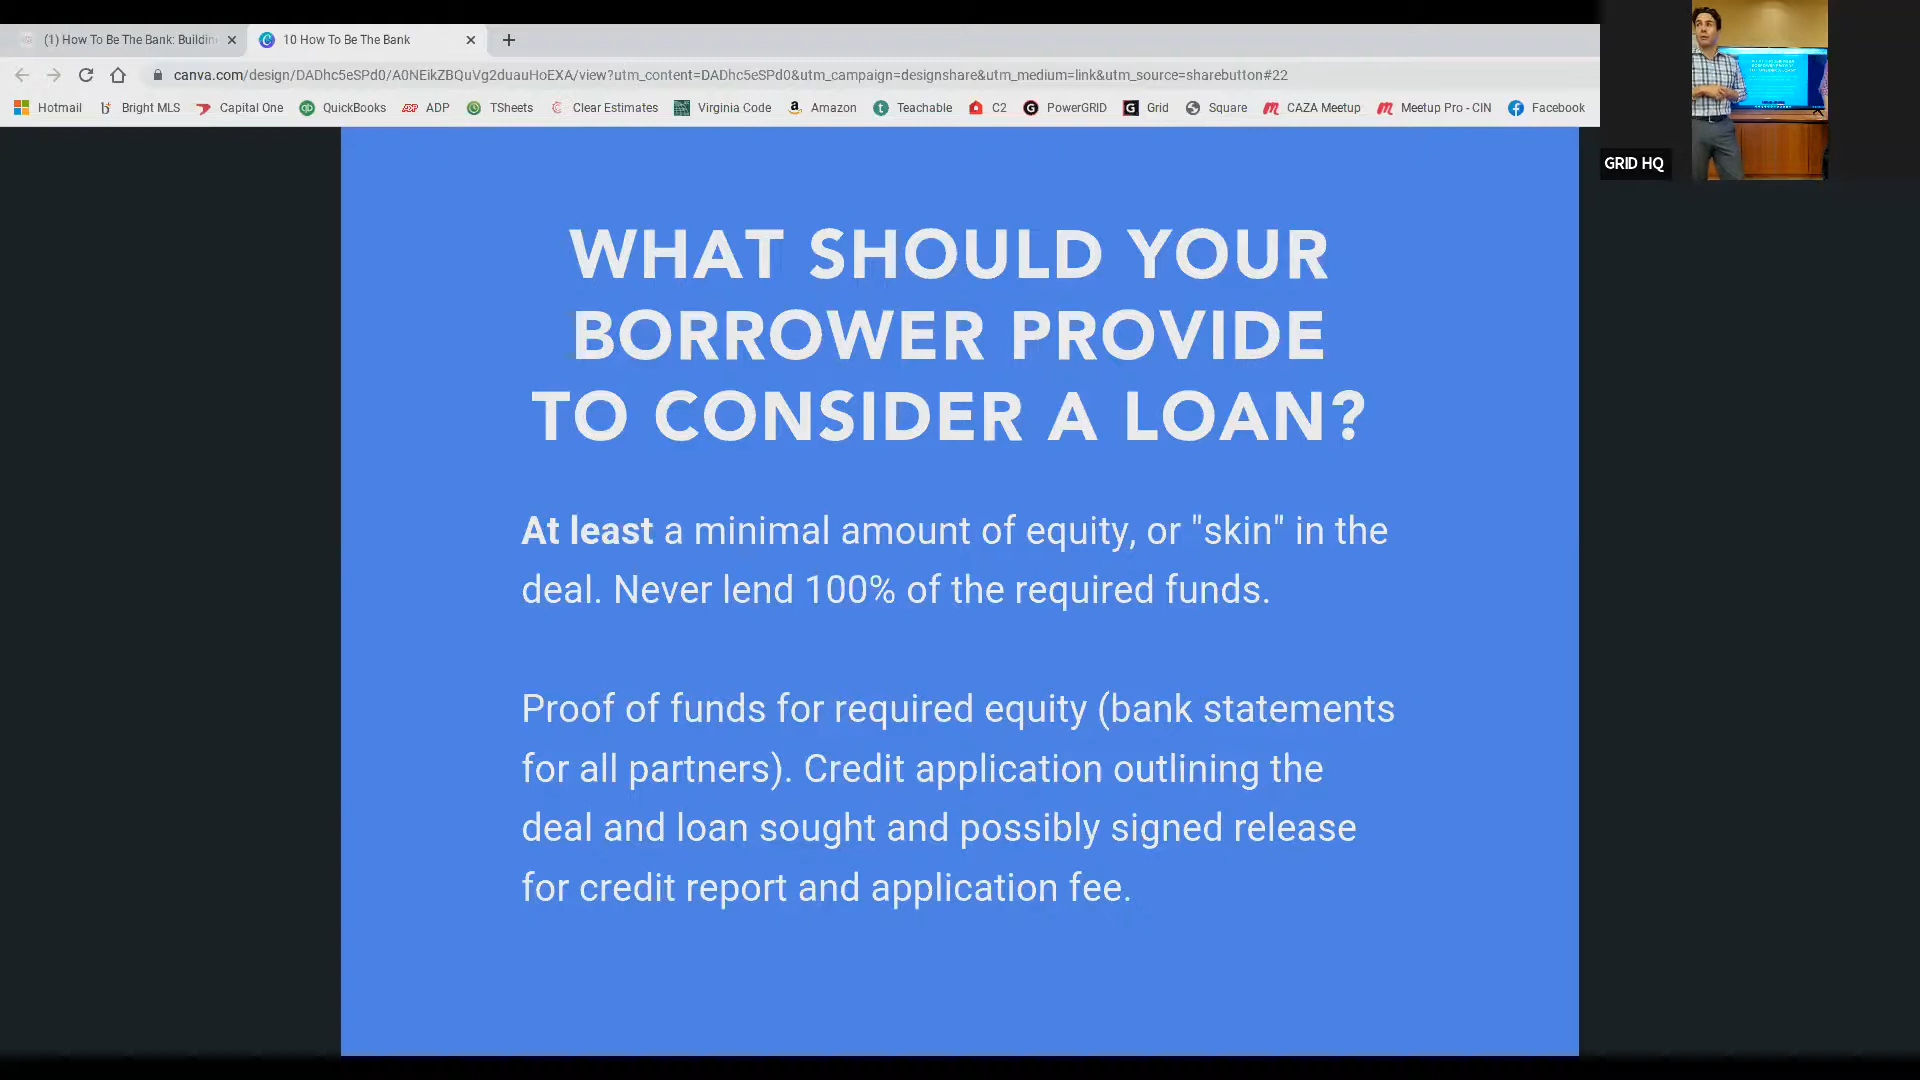 (1) How To Be The Bank: Buildin
10 How To Be The Bank
canva.com/design/DADhc5eSPd0/A0NEikZBQuVg2duauHoEXA/view?utm_content=DADhc5eSPd0&utm_campaign=designshare&utm_medium=link&utm_source=sharebutton#22
Hotmail Bright MLS Capital One QuickBooks ADP TSheets Clear Estimates Virginia Code Amazon Teachable C2 PowerGRID Grid Square CAZA Meetup Meetup Pro - CIN Facebook
GRID HQ
WHAT SHOULD YOUR
BORROWER PROVIDE
TO CONSIDER A LOAN?
At least a minimal amount of equity, or "skin" in the
deal. Never lend 100% of the required funds.
Proof of funds for required equity (bank statements
for all partners). Credit application outlining the
deal and loan sought and possibly signed release
for credit report and application fee.